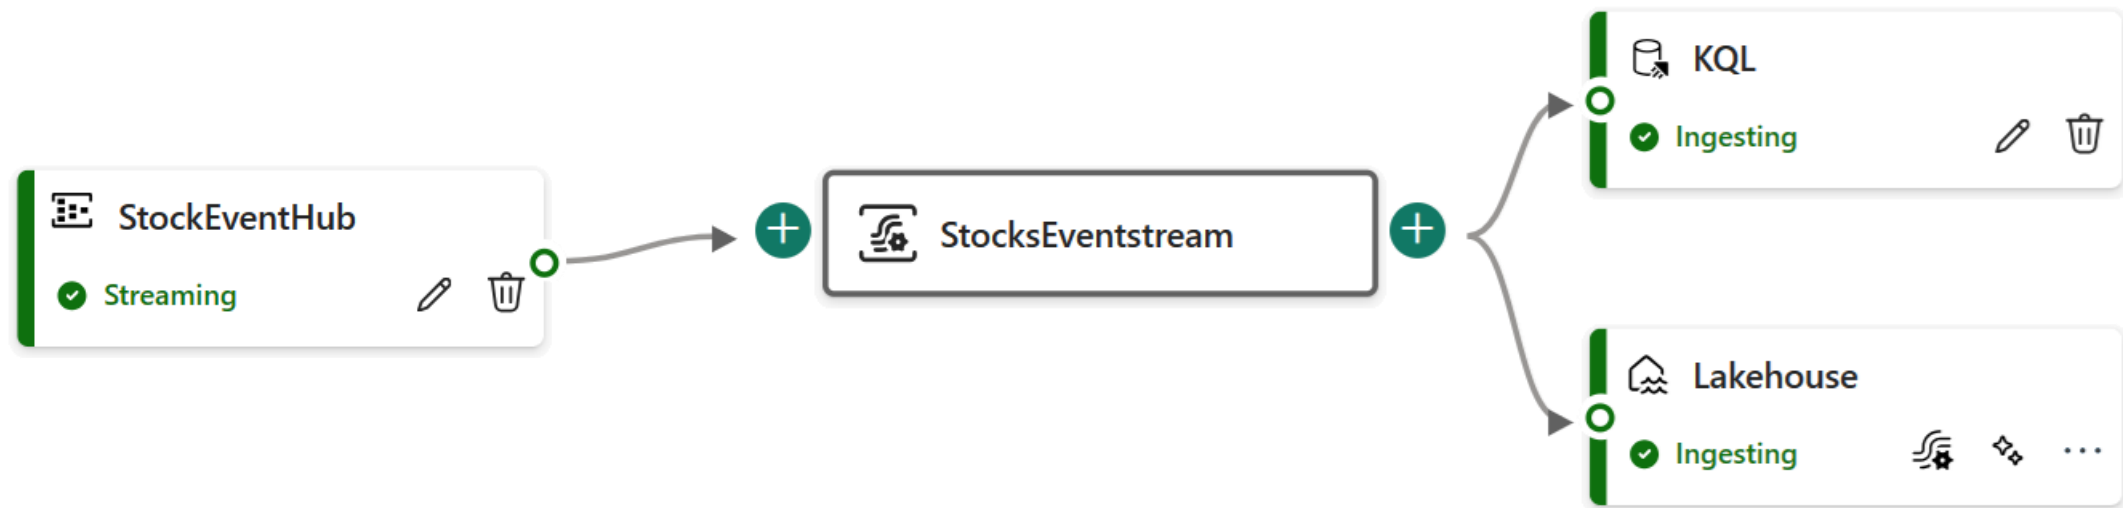 StockEventHub
Streaming
StocksEventstream
KQL
Ingesting
Lakehouse
Ingesting